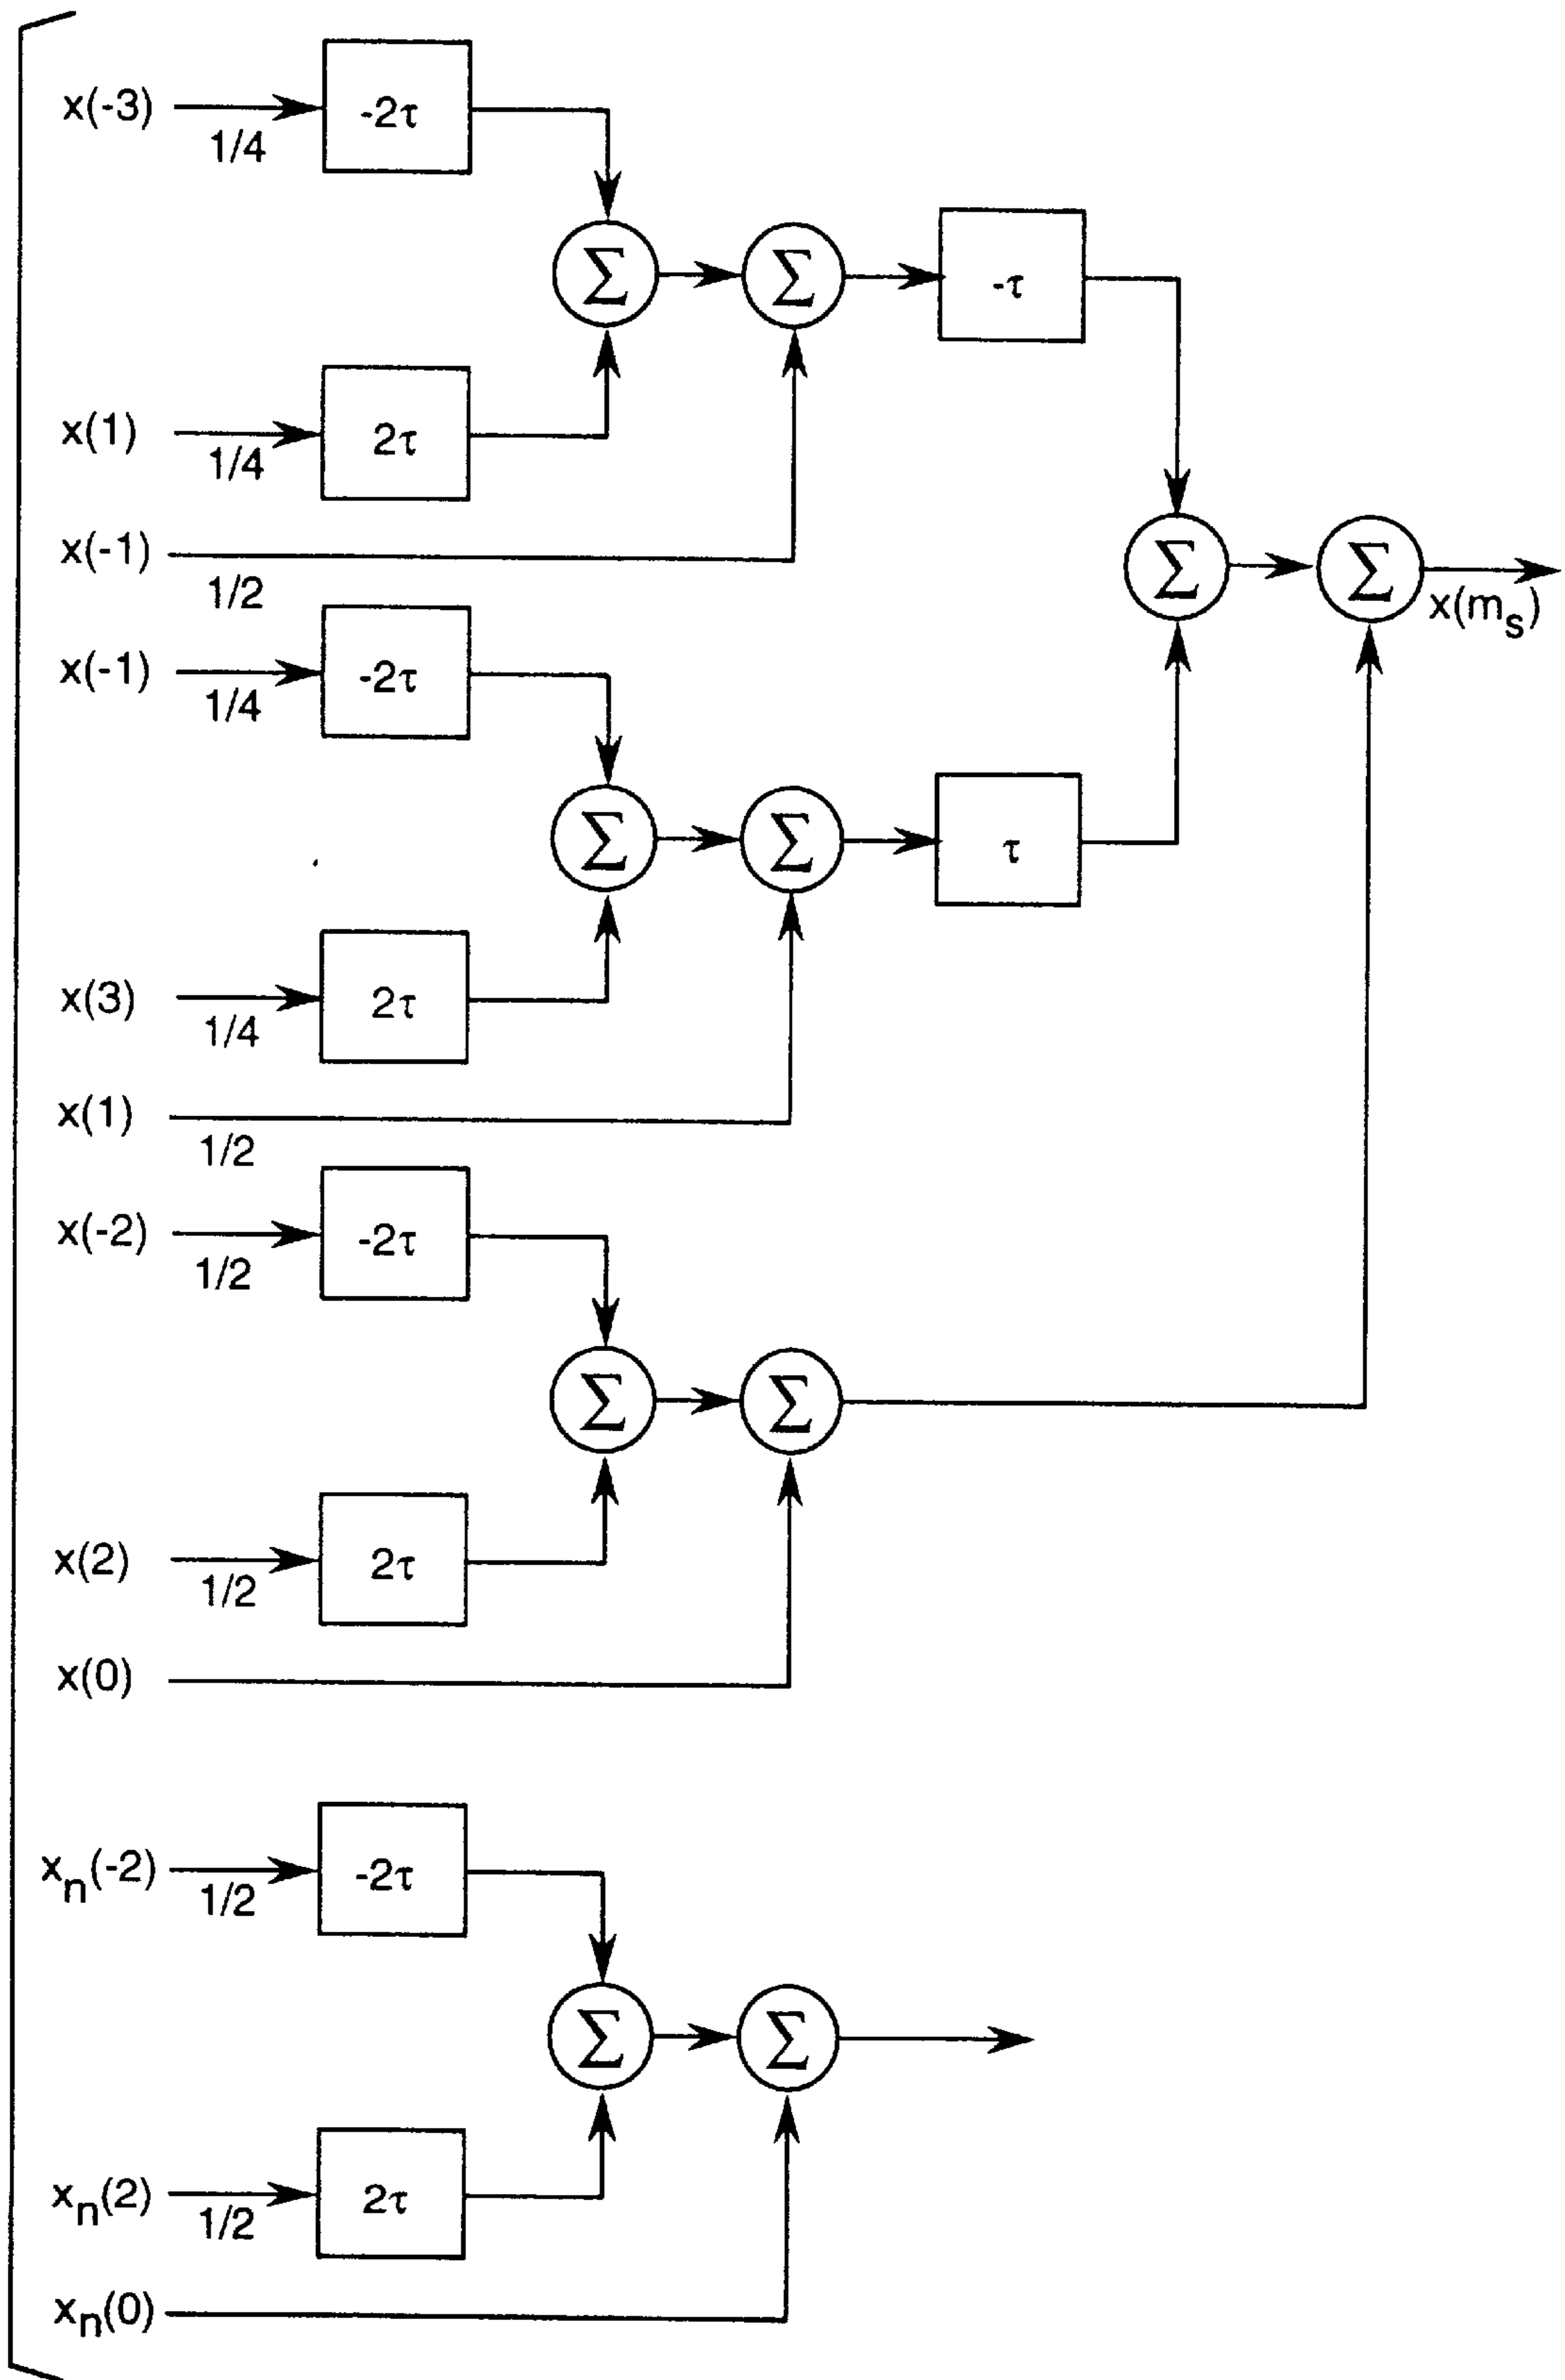 x(-3)
1/4
-2τ
Σ
Σ
-τ
x(1)
1/4
2τ
x(-1)
1/2
Σ
Σ
x(m_s)
x(-1)
1/4
-2τ
Σ
Σ
τ
x(3)
1/4
2τ
x(1)
1/2
x(-2)
1/2
-2τ
Σ
Σ
x(2)
1/2
2τ
x(0)
x_n(-2)
1/2
-2τ
Σ
Σ
x_n(2)
1/2
2τ
x_n(0)